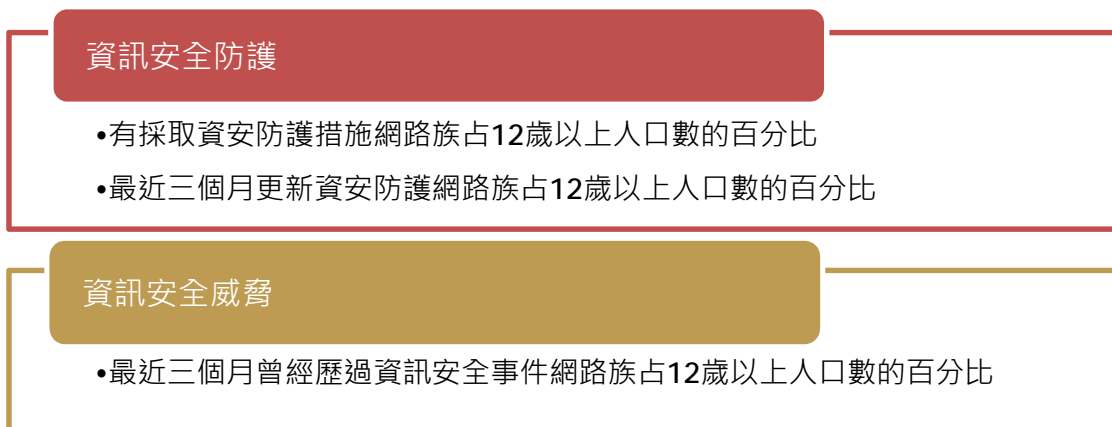 資訊安全防護
•有採取資安防護措施網路族占12歲以上人口數的百分比
•最近三個月更新資安防護網路族占12歲以上人口數的百分比
資訊安全威脅
•最近三個月曾經歷過資訊安全事件網路族占12歲以上人口數的百分比